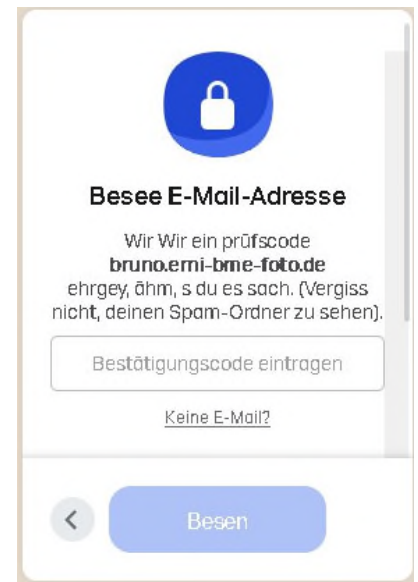 Besee E-Mail-Adresse
Wir Wir ein prüfscode
bruno.erni-bme-foto.de
ehrgey, ähm, s du es sach. (Vergiss
nicht, deinen Spam-Ordner zu sehen).
Bestätigungscode eintragen
Keine E-Mail?
Besen